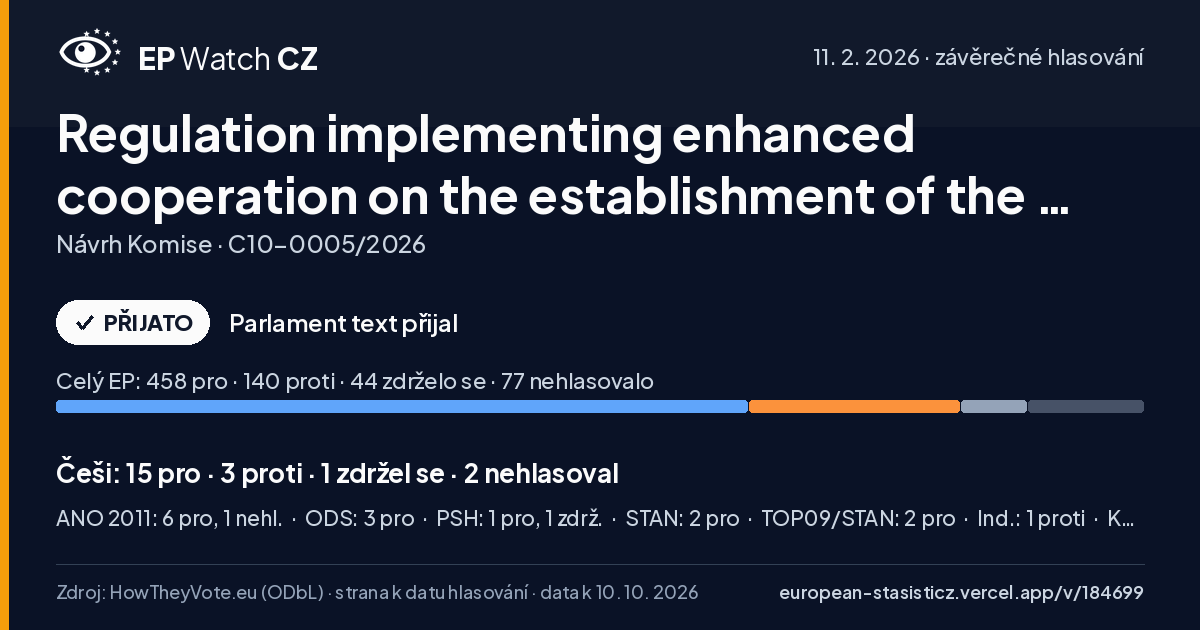 EP Watch CZ
11. 2. 2026 · závěrečné hlasování
Regulation implementing enhanced
cooperation on the establishment of the …
Návrh Komise · C10–0005/2026
✓ PŘIJATO
Parlament text přijal
Celý EP: 458 pro · 140 proti · 44 zdrželo se · 77 nehlasovalo
Češi: 15 pro · 3 proti · 1 zdržel se · 2 nehlasoval
ANO 2011: 6 pro, 1 nehl. · ODS: 3 pro · PSH: 1 pro, 1 zdrž. · STAN: 2 pro · TOP09/STAN: 2 pro · Ind.: 1 proti · K…
Zdroj: HowTheyVote.eu (ODbL) · strana k datu hlasování · data k 10. 10. 2026
european-stasisticz.vercel.app/v/184699